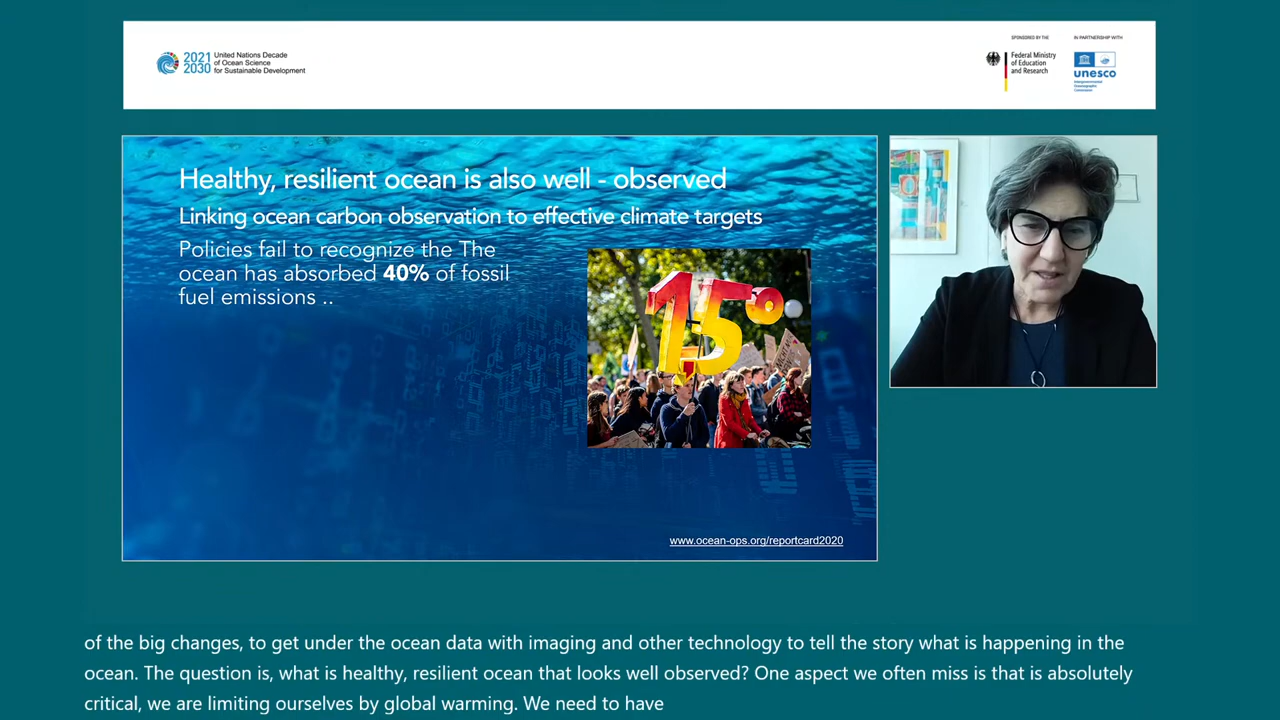 2021
2030
United Nations Decade
of Ocean Science
for Sustainable Development
SPONSORED BY THE
Federal Ministry
of Education
and Research
IN PARTNERSHIP WITH
unesco
Intergovernmental
Oceanographic
Commission
Healthy, resilient ocean is also well - observed
Linking ocean carbon observation to effective climate targets
Policies fail to recognize the The
ocean has absorbed 40% of fossil
fuel emissions ..
1.5°
www.ocean-ops.org/reportcard2020
of the big changes, to get under the ocean data with imaging and other technology to tell the story what is happening in the
ocean. The question is, what is healthy, resilient ocean that looks well observed? One aspect we often miss is that is absolutely
critical, we are limiting ourselves by global warming. We need to have